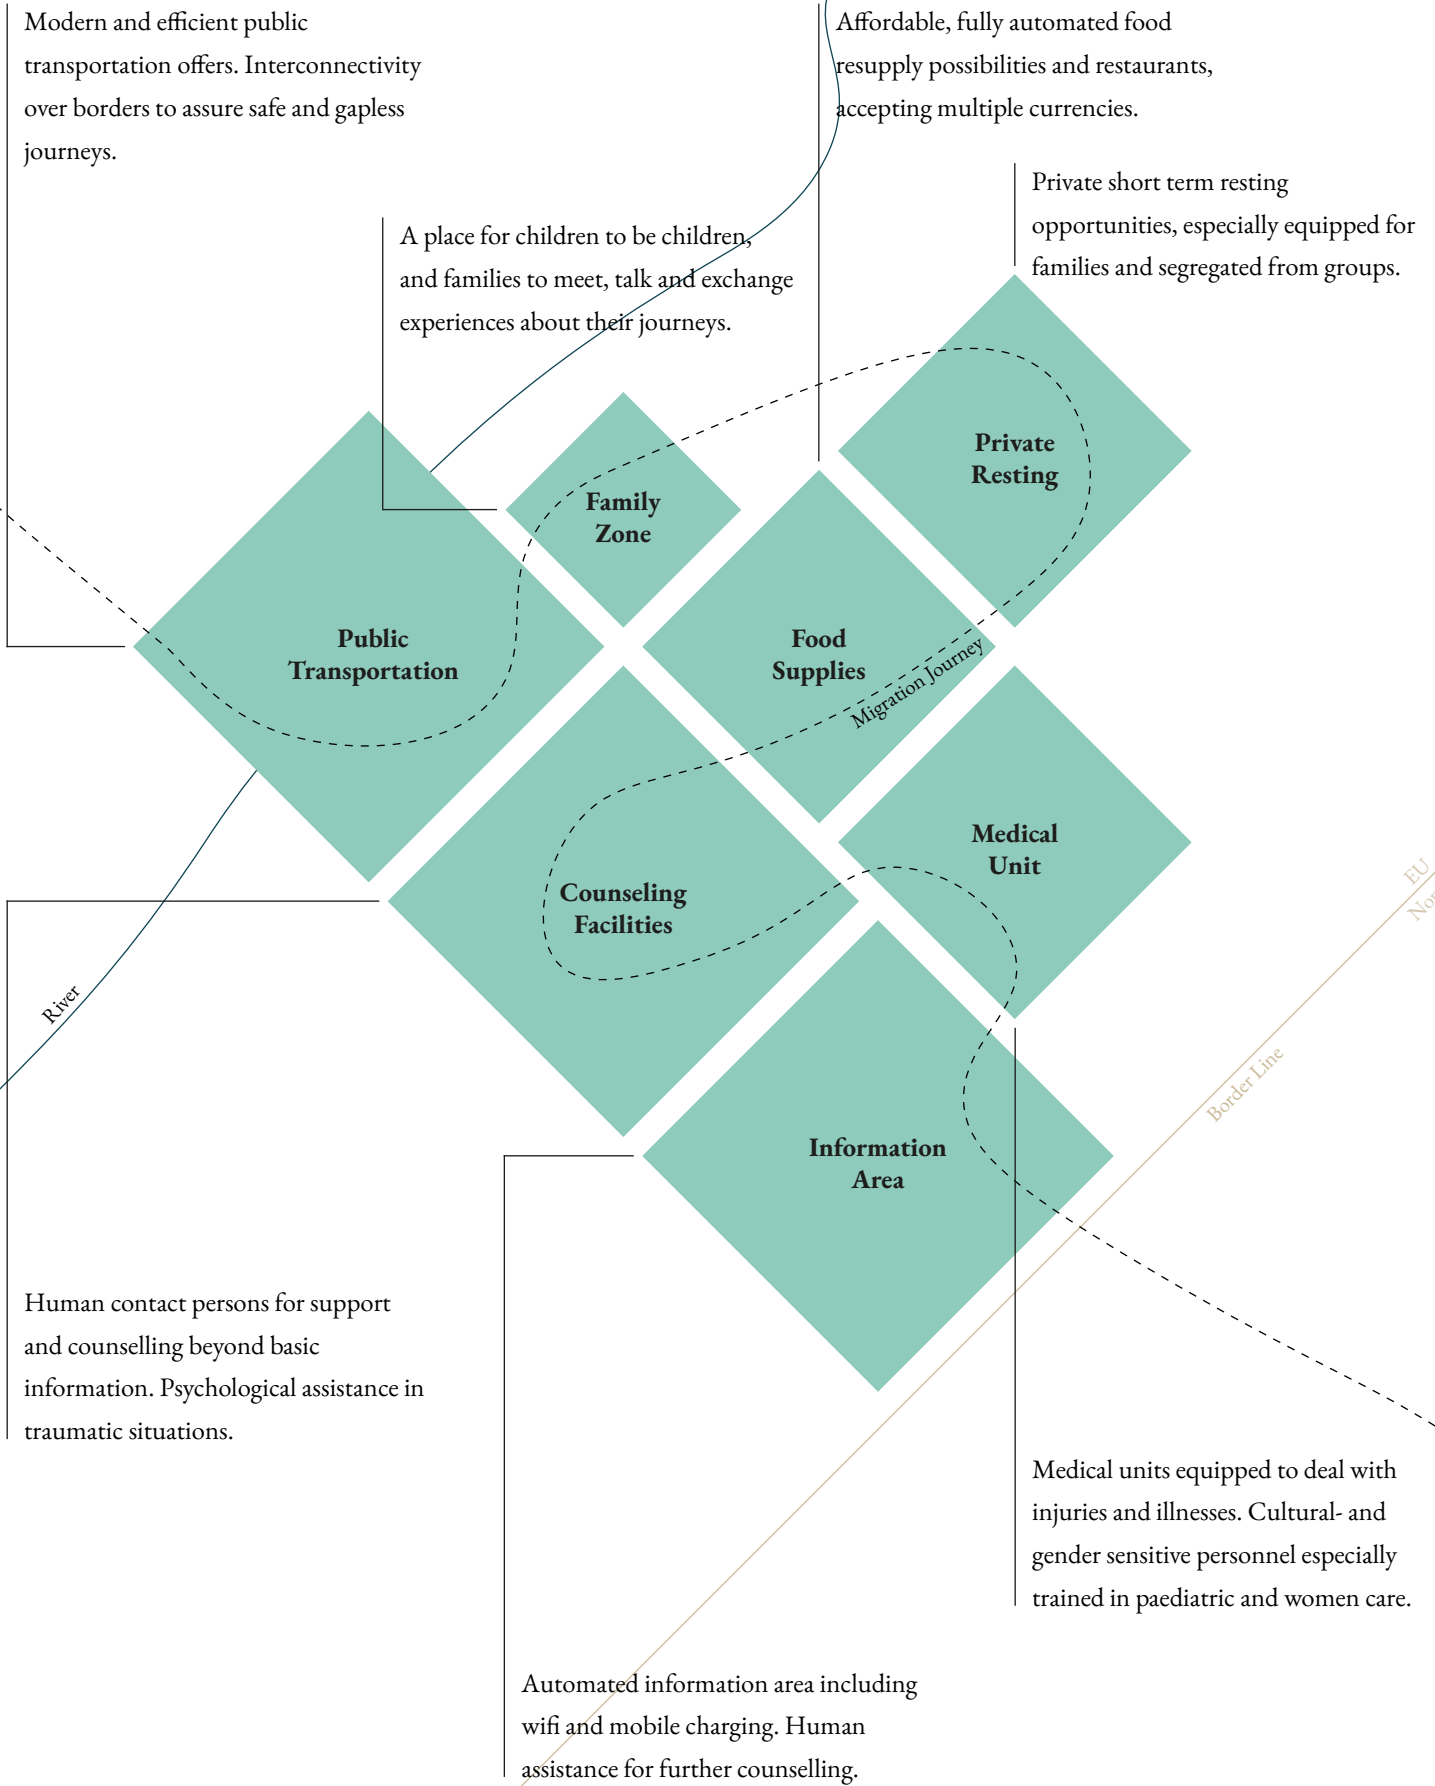 Modern and efficient public
transportation offers. Interconnectivity
over borders to assure safe and gapless
journeys.
Affordable, fully automated food
resupply possibilities and restaurants,
accepting multiple currencies.
Private short term resting
opportunities, especially equipped for
families and segregated from groups.
A place for children to be children,
and families to meet, talk and exchange
experiences about their journeys.
Private
Resting
Family
Zone
Public
Transportation
Food
Supplies
Migration Journey
Medical
Unit
Counseling
Facilities
EU
River
Border Line
Information
Area
Human contact persons for support
and counselling beyond basic
information. Psychological assistance in
traumatic situations.
Medical units equipped to deal with
injuries and illnesses. Cultural- and
gender sensitive personnel especially
trained in paediatric and women care.
Automated information area including
wifi and mobile charging. Human
assistance for further counselling.